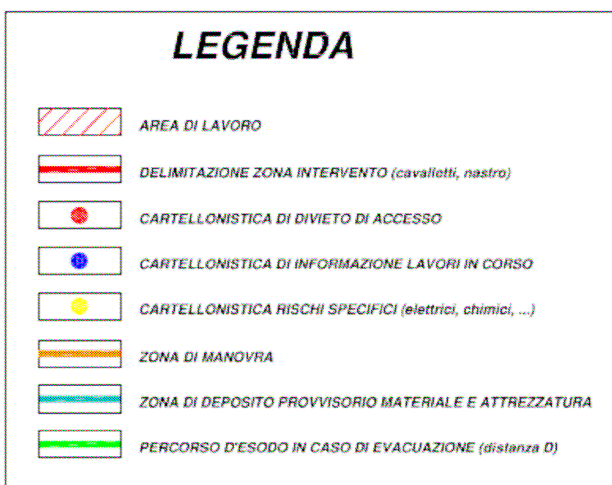 LEGENDA
AREA DI LAVORO
DELIMITAZIONE ZONA INTERVENTO (cavalletti, nastro)
CARTELLONISTICA DI DIVIETO DI ACCESSO
CARTELLONISTICA DI INFORMAZIONE LAVORI IN CORSO
CARTELLONISTICA RISCHI SPECIFICI (elettrici, chimici, ...)
ZONA DI MANOVRA
ZONA DI DEPOSITO PROVVISORIO MATERIALE E ATTREZZATURA
PERCORSO D'ESODO IN CASO DI EVACUAZIONE (distanza D)